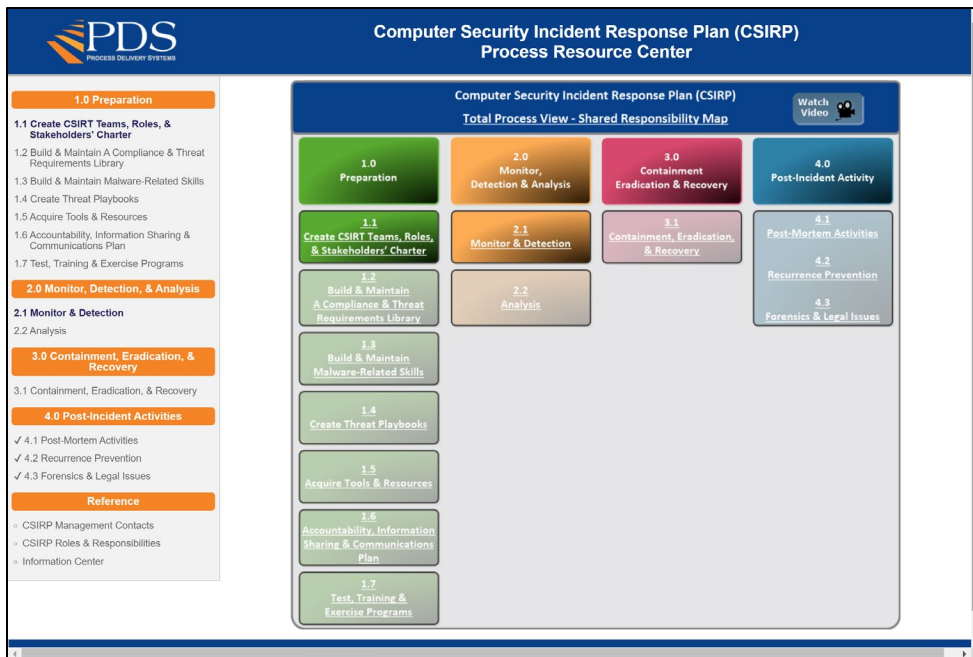 PDS
PROCESS DELIVERY SYSTEMS
Computer Security Incident Response Plan (CSIRP)
Process Resource Center
1.0 Preparation
1.1 Create CSIRT Teams, Roles, &
Stakeholders' Charter
1.2 Build & Maintain A Compliance & Threat
Requirements Library
1.3 Build & Maintain Malware-Related Skills
1.4 Create Threat Playbooks
1.5 Acquire Tools & Resources
1.6 Accountability, Information Sharing &
Communications Plan
1.7 Test, Training & Exercise Programs
2.0 Monitor, Detection, & Analysis
2.1 Monitor & Detection
2.2 Analysis
3.0 Containment, Eradication, &
Recovery
3.1 Containment, Eradication, & Recovery
4.0 Post-Incident Activities
✓ 4.1 Post-Mortem Activities
✓ 4.2 Recurrence Prevention
✓ 4.3 Forensics & Legal Issues
Reference
CSIRP Management Contacts
CSIRP Roles & Responsibilities
Information Center
Computer Security Incident Response Plan (CSIRP)
Total Process View - Shared Responsibility Map
Watch
Video
1.0
Preparation
1.1
Create CSIRT Teams, Roles,
& Stakeholders' Charter
1.2
Build & Maintain
A Compliance & Threat
Requirements Library
1.3
Build & Maintain
Malware-Related Skills
1.4
Create Threat Playbooks
1.5
Acquire Tools & Resources
1.6
Accountability, Information
Sharing & Communications
Plan
1.7
Test, Training &
Exercise Programs
2.0
Monitor,
Detection & Analysis
2.1
Monitor & Detection
2.2
Analysis
3.0
Containment
Eradication & Recovery
3.1
Containment, Eradication,
& Recovery
4.0
Post-Incident Activity
4.1
Post-Mortem Activities
4.2
Recurrence Prevention
4.3
Forensics & Legal Issues